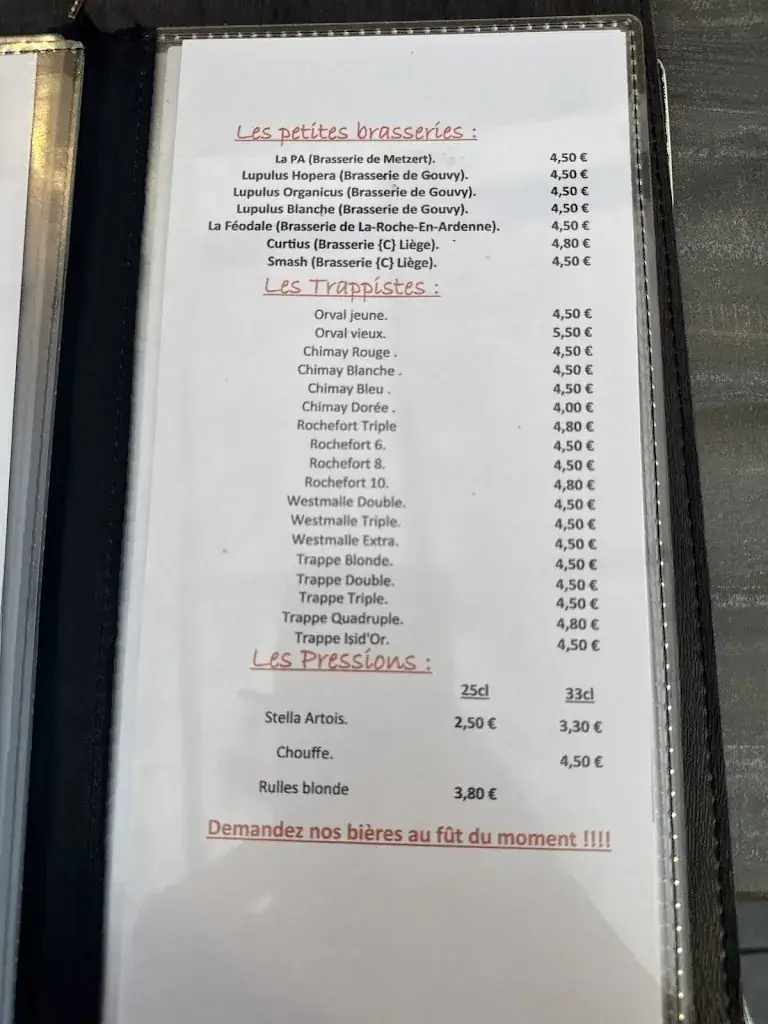 Les petites brasseries :
La PA (Brasserie de Metzert). 4,50 €
Lupulus Hopera (Brasserie de Gouvy). 4,50 €
Lupulus Organicus (Brasserie de Gouvy). 4,50 €
Lupulus Blanche (Brasserie de Gouvy). 4,50 €
La Féodale (Brasserie de La-Roche-En-Ardenne). 4,50 €
Curtius (Brasserie {C} Liège). 4,80 €
Smash (Brasserie {C} Liège). 4,50 €
Les Trappistes :
Orval jeune. 4,50 €
Orval vieux. 5,50 €
Chimay Rouge . 4,50 €
Chimay Blanche . 4,50 €
Chimay Bleu . 4,50 €
Chimay Dorée . 4,00 €
Rochefort Triple 4,80 €
Rochefort 6. 4,50 €
Rochefort 8. 4,50 €
Rochefort 10. 4,80 €
Westmalle Double. 4,50 €
Westmalle Triple. 4,50 €
Westmalle Extra. 4,50 €
Trappe Blonde. 4,50 €
Trappe Double. 4,50 €
Trappe Triple. 4,50 €
Trappe Quadruple. 4,80 €
Trappe Isid'Or. 4,50 €
Les Pressions :
25cl 33cl
Stella Artois. 2,50 € 3,30 €
Chouffe. 4,50 €
Rulles blonde 3,80 €
Demandez nos bières au fût du moment !!!!